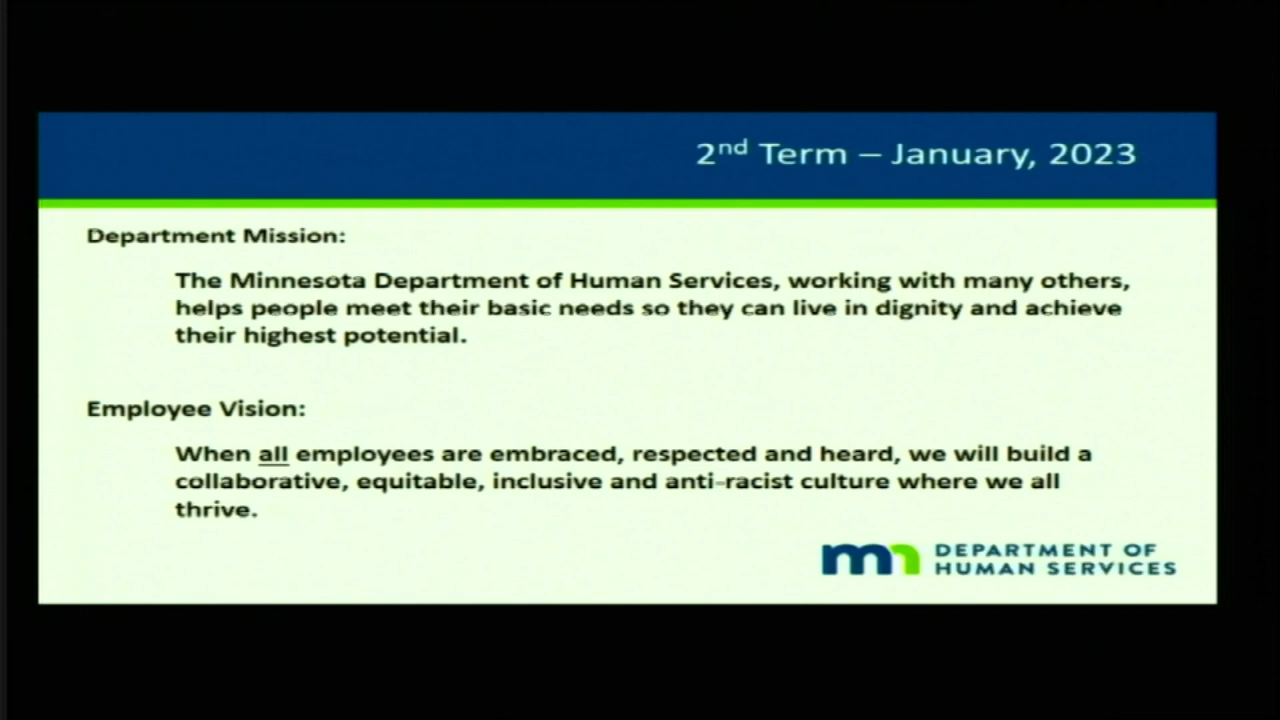 2nd Term – January, 2023
Department Mission:
The Minnesota Department of Human Services, working with many others,
helps people meet their basic needs so they can live in dignity and achieve
their highest potential.
Employee Vision:
When all employees are embraced, respected and heard, we will build a
collaborative, equitable, inclusive and anti-racist culture where we all
thrive.
mn DEPARTMENT OF
HUMAN SERVICES